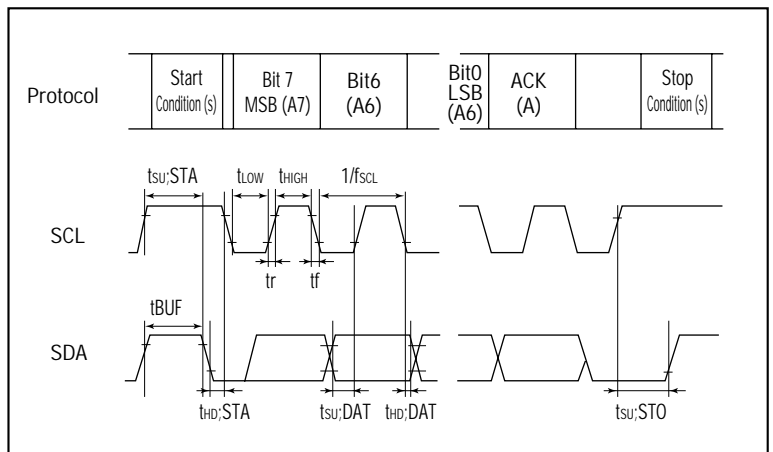 Protocol
Start
Condition (s)
Bit 7
MSB (A7)
Bit6
(A6)
Bit0
LSB
(A6)
ACK
(A)
Stop
Condition (s)
tSU;STA
tLOW
tHIGH
1/fSCL
SCL
tr
tf
tBUF
SDA
tHD;STA
tSU;DAT
tHD;DAT
tSU;STO